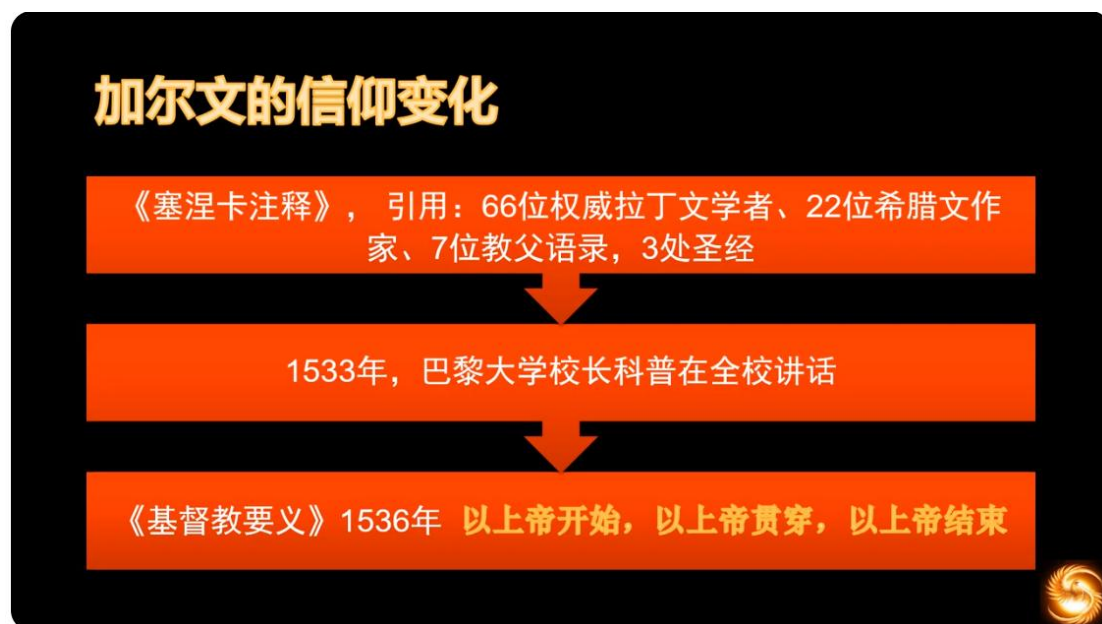 加尔文的信仰变化
《塞涅卡注释》， 引用：66位权威拉丁文学者、22位希腊文作
家、7位教父语录，3处圣经
1533年，巴黎大学校长科普在全校讲话
《基督教要义》1536年 以上帝开始，以上帝贯穿，以上帝结束